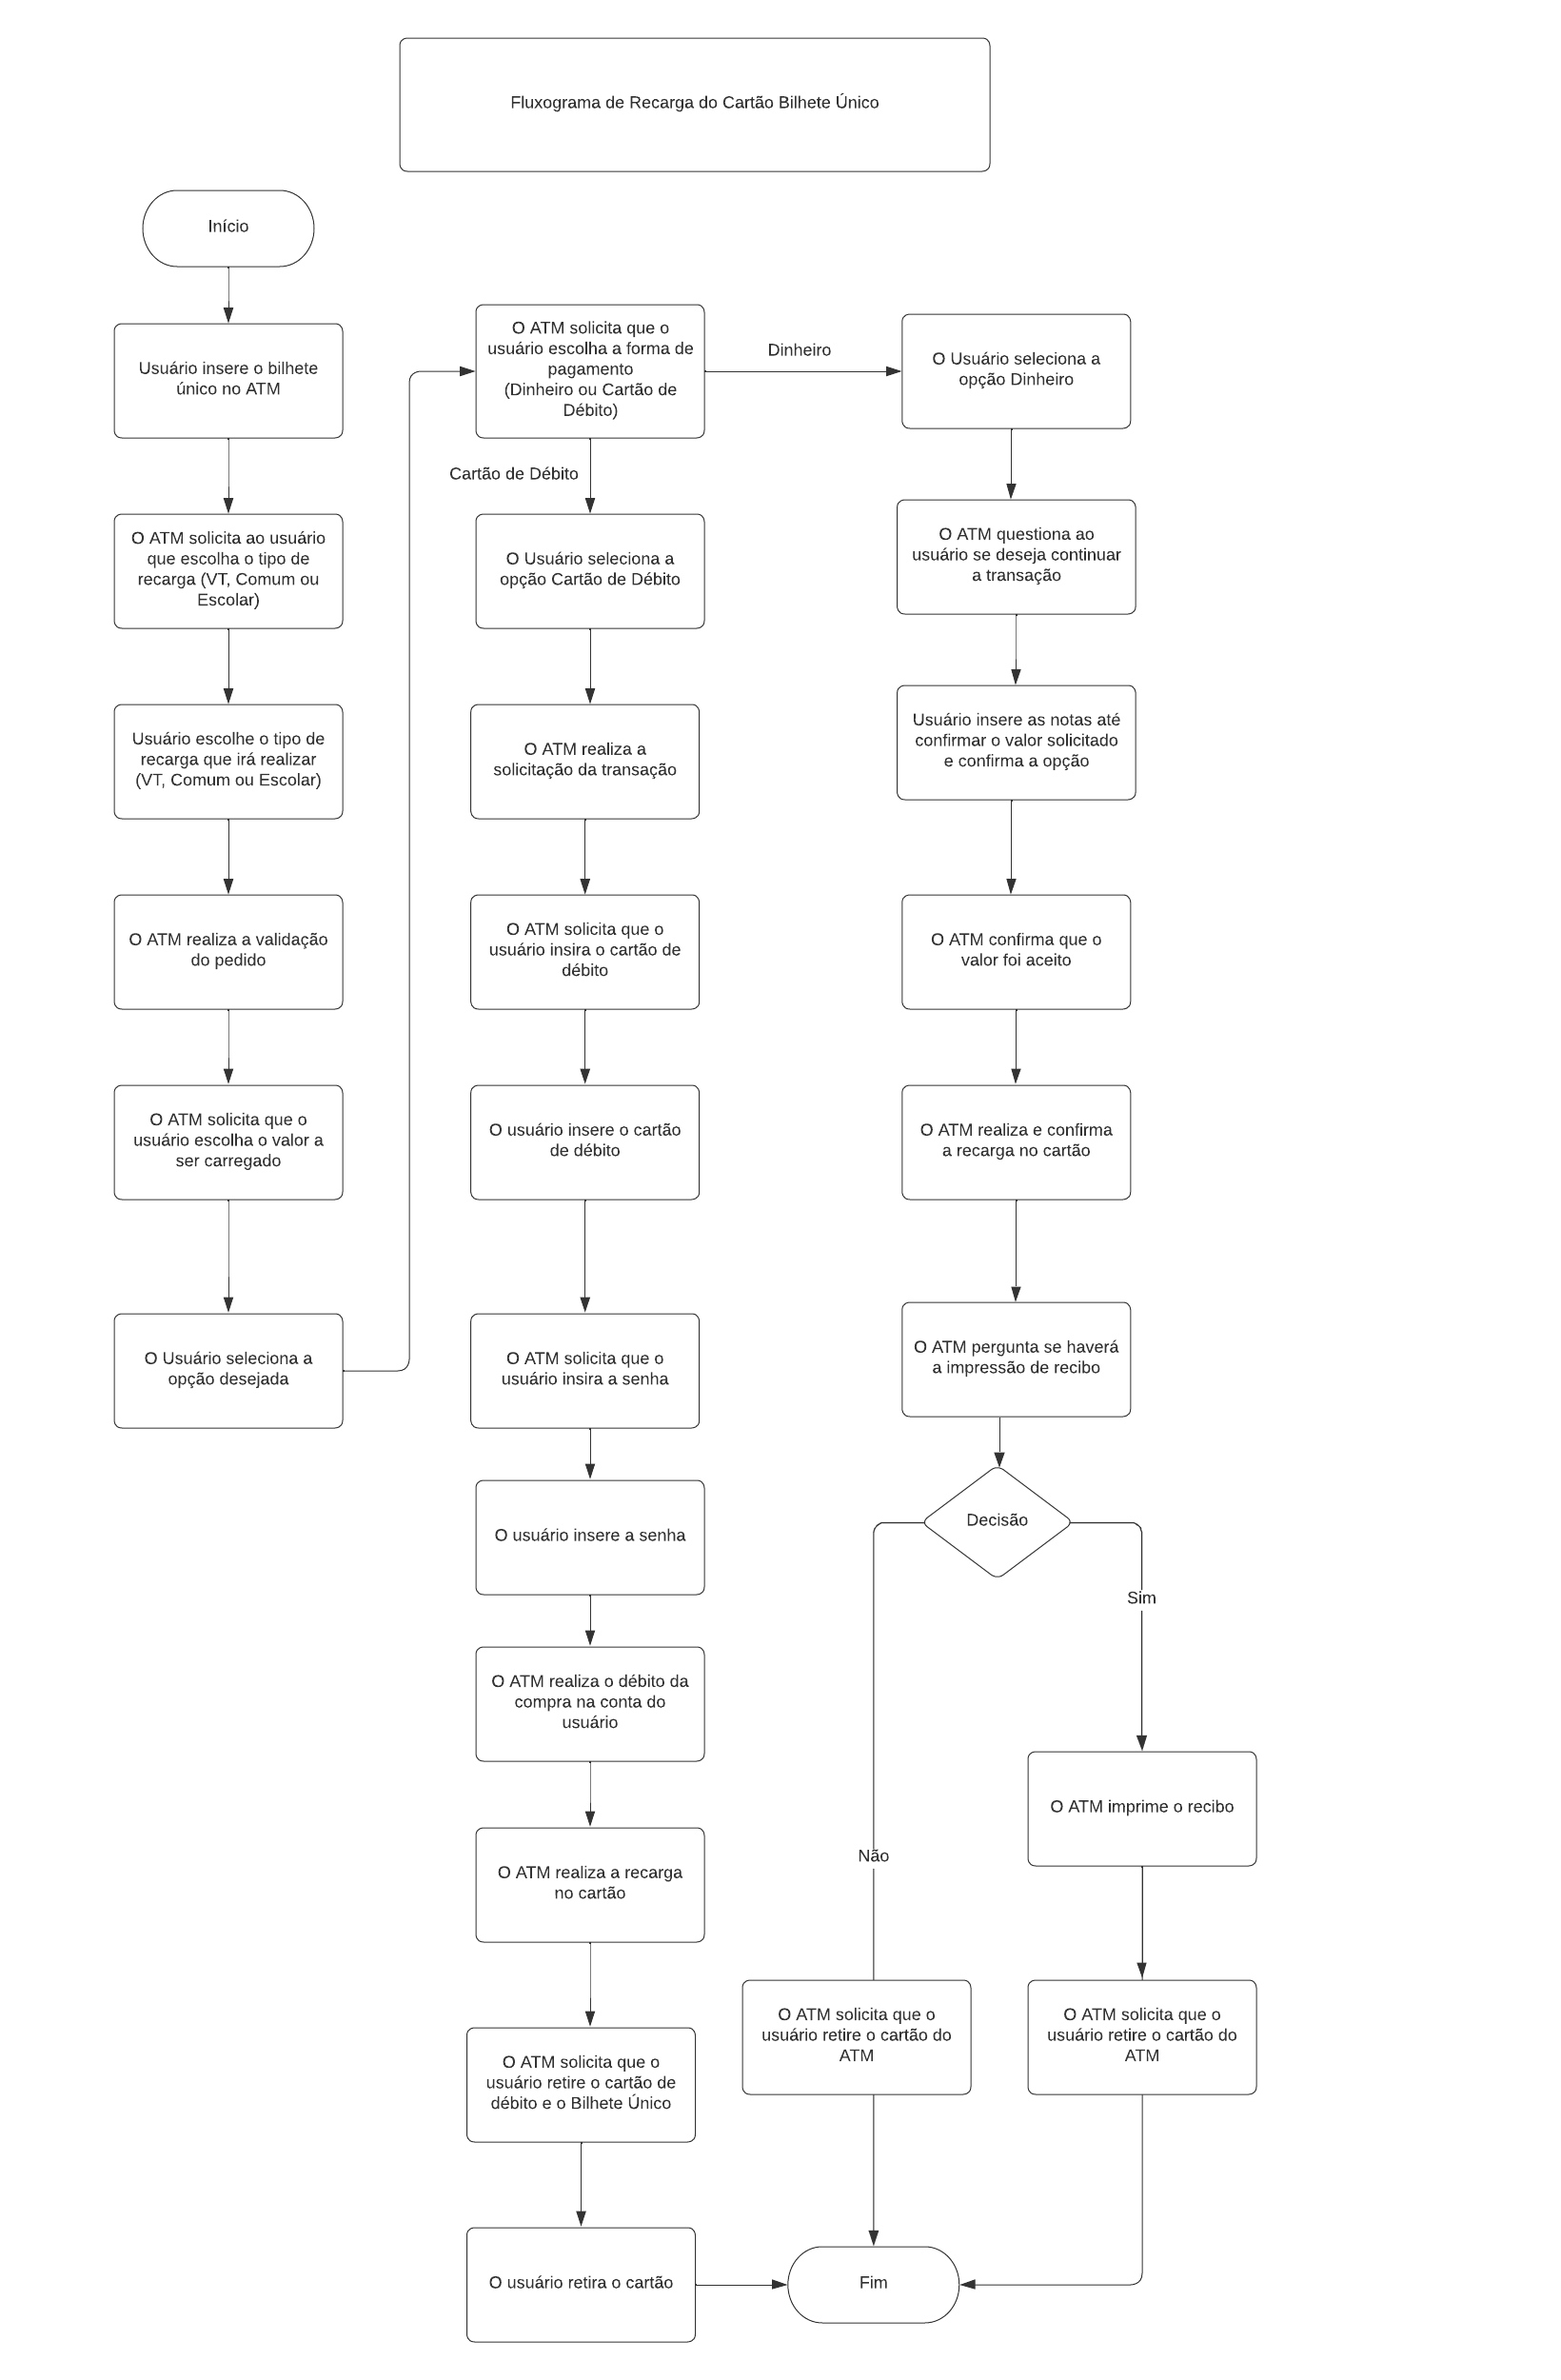 Fluxograma de Recarga do Cartão Bilhete Único
Início
Usuário insere o bilhete
único no ATM
O ATM solicita ao usuário
que escolha o tipo de
recarga (VT, Comum ou
Escolar)
Usuário escolhe o tipo de
recarga que irá realizar
(VT, Comum ou Escolar)
O ATM realiza a validação
do pedido
O ATM solicita que o
usuário escolha o valor a
ser carregado
O Usuário seleciona a
opção desejada
O ATM solicita que o
usuário escolha a forma de
pagamento
(Dinheiro ou Cartão de
Débito)
Cartão de Débito
O Usuário seleciona a
opção Cartão de Débito
O ATM realiza a
solicitação da transação
O ATM solicita que o
usuário insira o cartão de
débito
O usuário insere o cartão
de débito
O ATM solicita que o
usuário insira a senha
O usuário insere a senha
O ATM realiza o débito da
compra na conta do
usuário
O ATM realiza a recarga
no cartão
O ATM solicita que o
usuário retire o cartão de
débito e o Bilhete Único
O usuário retira o cartão
Dinheiro
O Usuário seleciona a
opção Dinheiro
O ATM questiona ao
usuário se deseja continuar
a transação
Usuário insere as notas até
confirmar o valor solicitado
e confirma a opção
O ATM confirma que o
valor foi aceito
O ATM realiza e confirma
a recarga no cartão
O ATM pergunta se haverá
a impressão de recibo
Decisão
Sim
O ATM imprime o recibo
Não
O ATM solicita que o
usuário retire o cartão do
ATM
O ATM solicita que o
usuário retire o cartão do
ATM
Fim